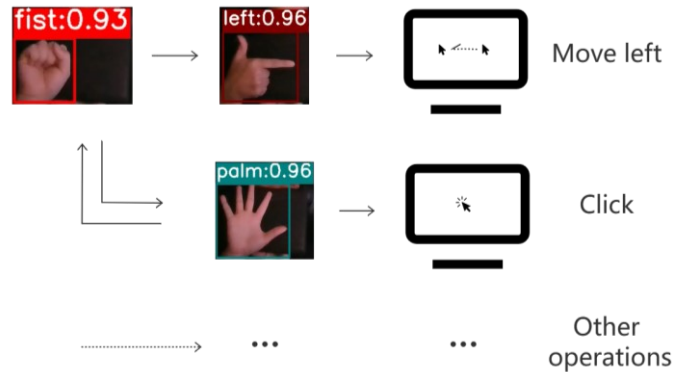 fist:0.93
left:0.96
Move left
palm:0.96
Click
...
...
Other
operations